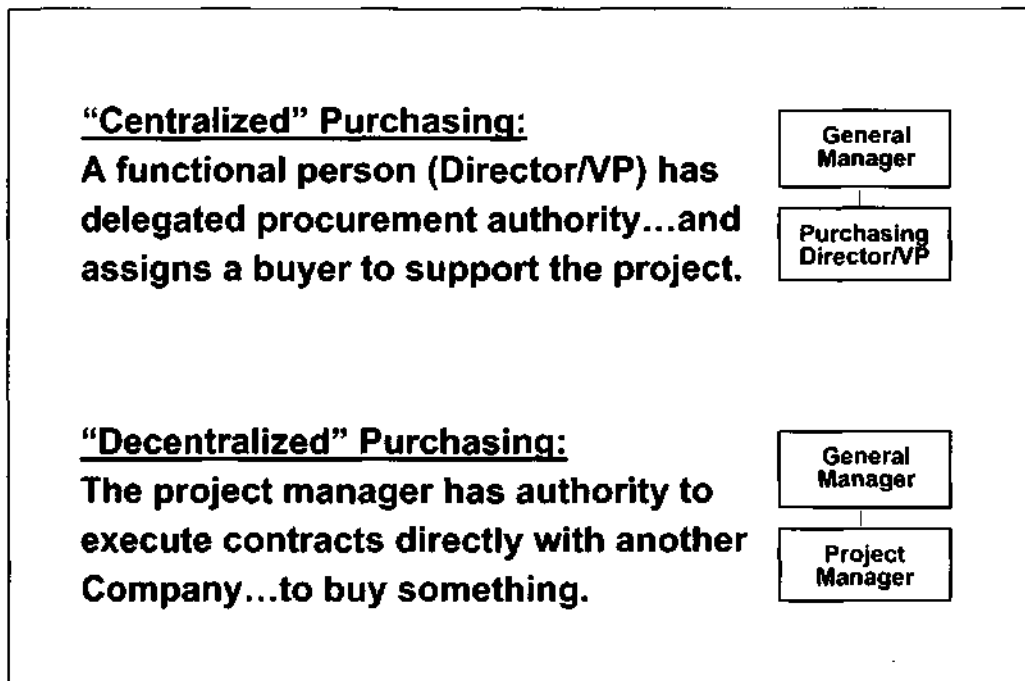 “Centralized” Purchasing:
A functional person (Director/VP) has
delegated procurement authority...and
assigns a buyer to support the project.
General
Manager
Purchasing
Director/VP
“Decentralized” Purchasing:
The project manager has authority to
execute contracts directly with another
Company...to buy something.
General
Manager
Project
Manager